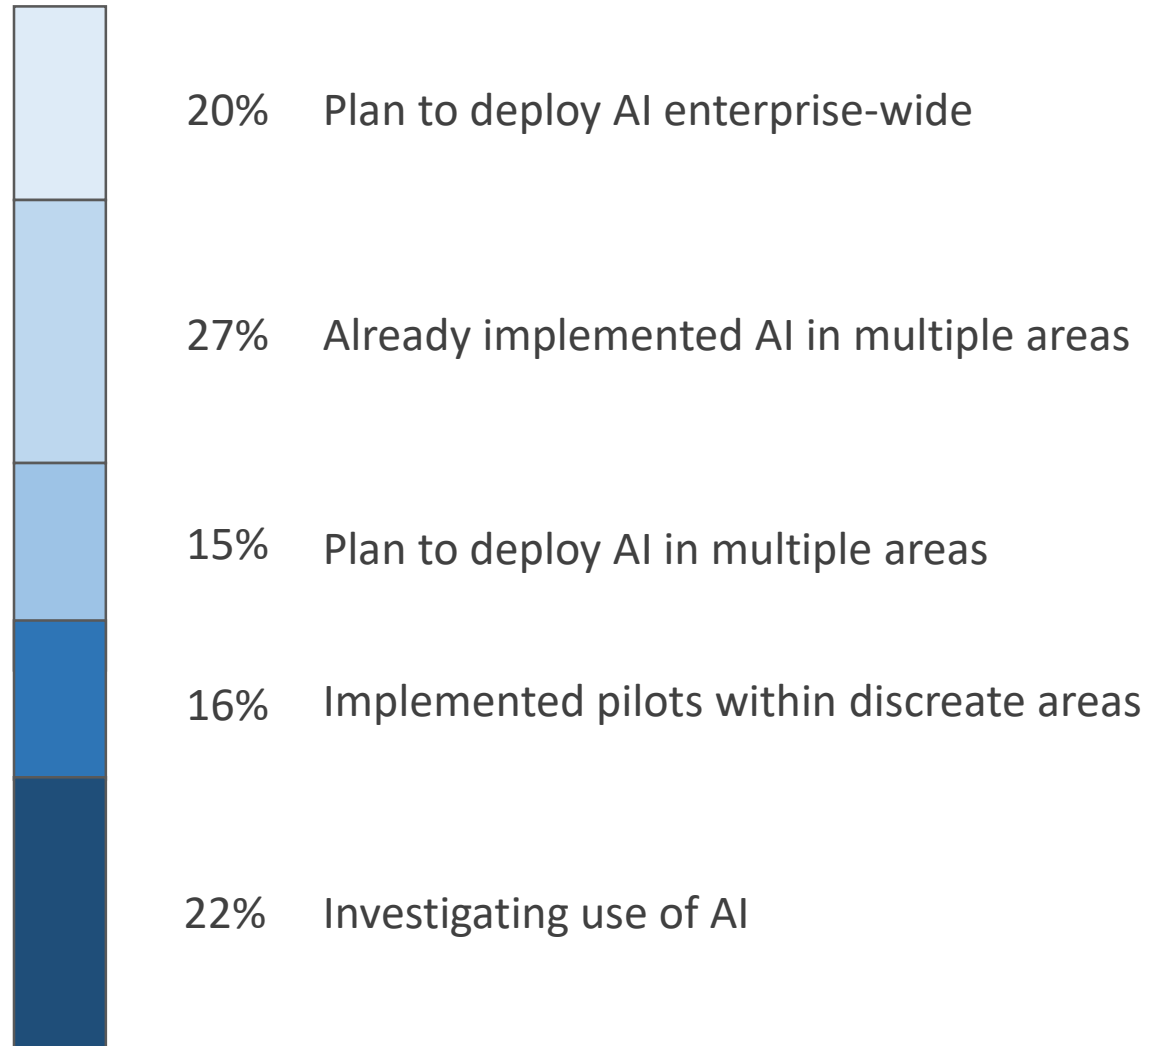 20% Plan to deploy AI enterprise-wide
27% Already implemented AI in multiple areas
15% Plan to deploy AI in multiple areas
16% Implemented pilots within discreate areas
22% Investigating use of AI